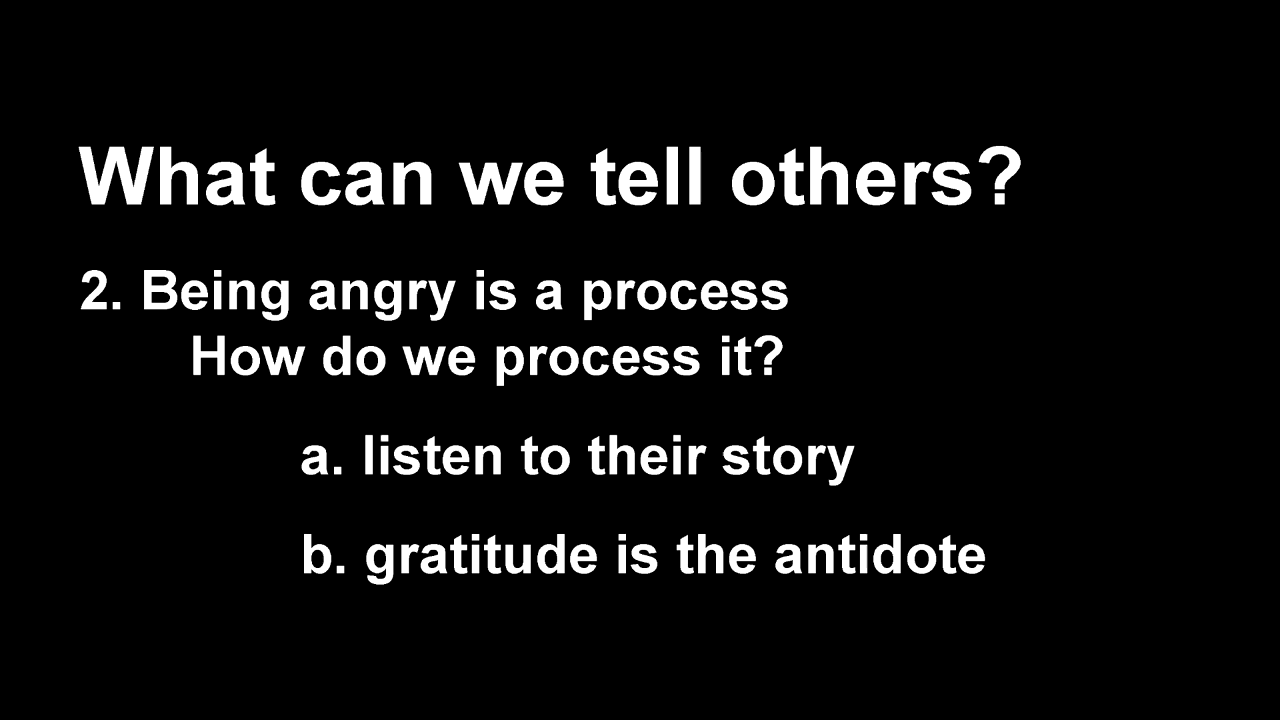 What can we tell others?
2. Being angry is a process
How do we process it?
a. listen to their story
b. gratitude is the antidote